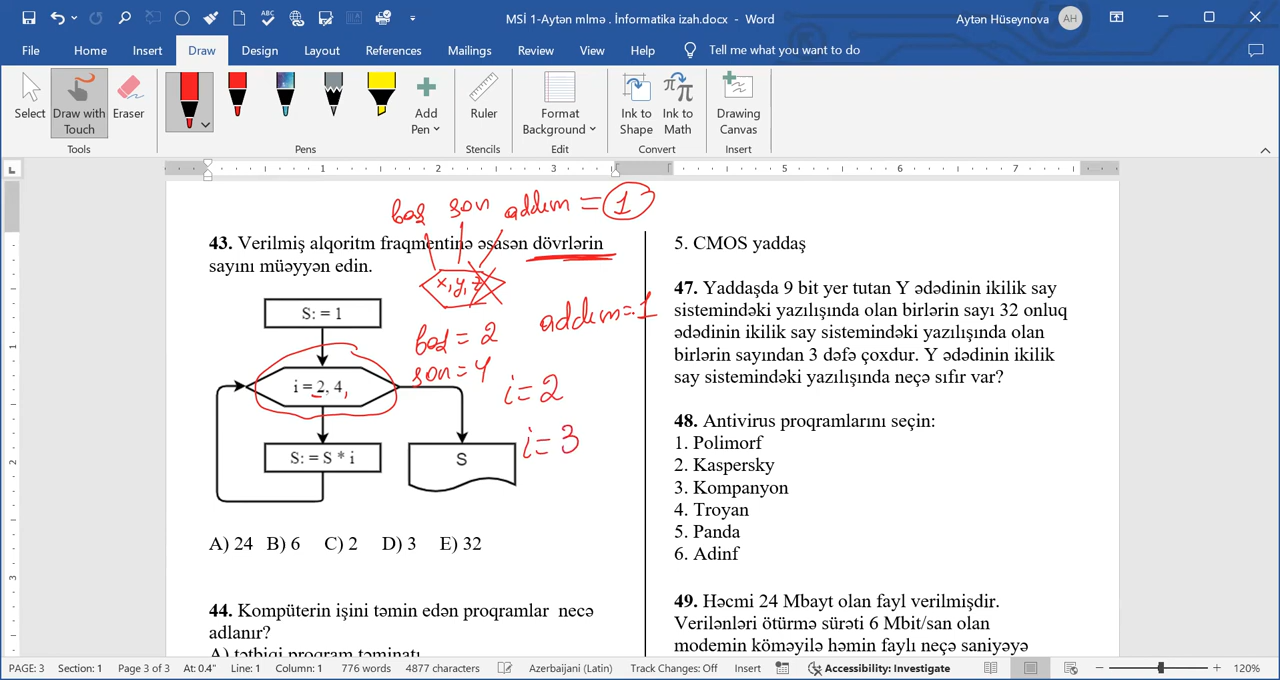 MSİ 1-Aytən mlmə . İnformatika izah.docx - Word
Aytən Hüseynova AH
File Home Insert Draw Design Layout References Mailings Review View Help Tell me what you want to do
Select
Draw with Touch
Eraser
Add Pen
Ruler
Format Background
Ink to Shape
Ink to Math
Drawing Canvas
Tools Pens Stencils Edit Convert Insert
1 2 3 5 6 7
baş son addım = 1
43. Verilmiş alqoritm fraqmentinə əsasən dövrlərin
sayını müəyyən edin.
x, y, z
S: = 1
addım = 1
baş = 2
son = 4
i = 2, 4,
i = 2
i = 3
S: = S * i
S
A) 24 B) 6 C) 2 D) 3 E) 32
44. Kompüterin işini təmin edən proqramlar necə
adlanır?
A) tətbiqi proqram təminatı
5. CMOS yaddaş
47. Yaddaşda 9 bit yer tutan Y ədədinin ikilik say
sistemindəki yazılışında olan birlərin sayı 32 onluq
ədədinin ikilik say sistemindəki yazılışında olan
birlərin sayından 3 dəfə çoxdur. Y ədədinin ikilik
say sistemindəki yazılışında neçə sıfır var?
48. Antivirus proqramlarını seçin:
1. Polimorf
2. Kaspersky
3. Kompanyon
4. Troyan
5. Panda
6. Adinf
49. Həcmi 24 Mbayt olan fayl verilmişdir.
Verilənləri ötürmə sürəti 6 Mbit/san olan
modemin köməyilə həmin faylı neçə saniyəyə
PAGE: 3 Section: 1 Page 3 of 3 At: 0.4" Line: 1 Column: 1 776 words 4877 characters Azerbaijani (Latin) Track Changes: Off Insert Accessibility: Investigate 120%